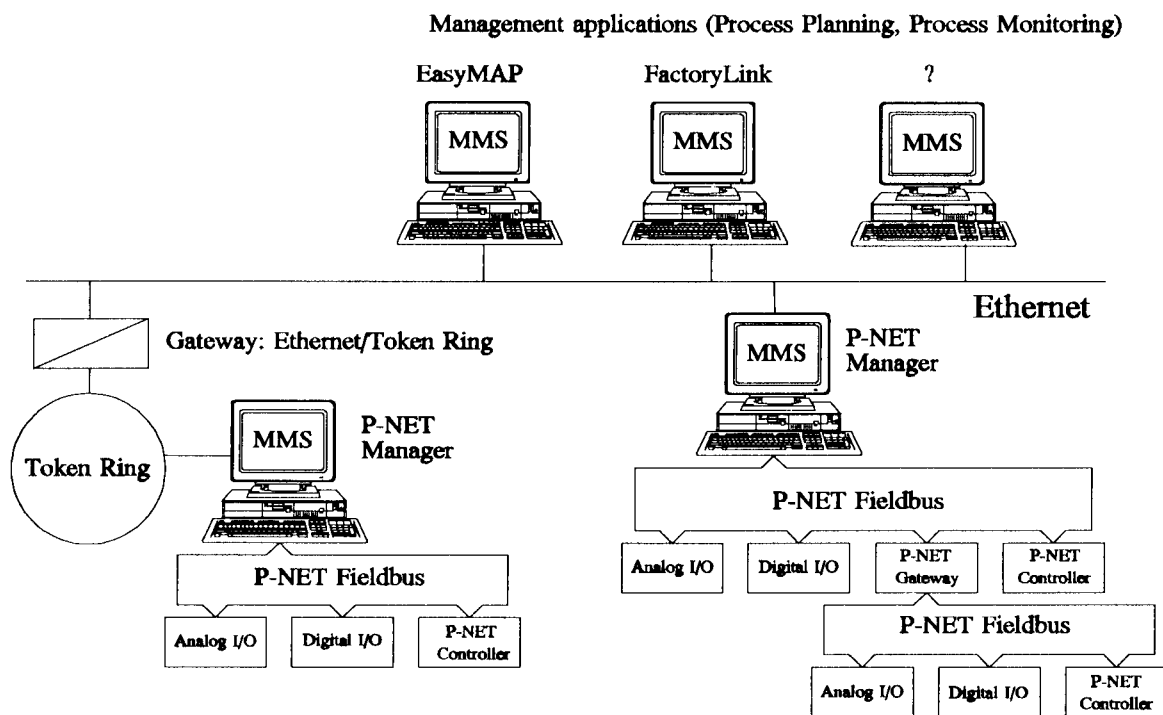 Management applications (Process Planning, Process Monitoring)
EasyMAP
FactoryLink
?
MMS
MMS
MMS
Ethernet
Gateway: Ethernet/Token Ring
MMS
P-NET
Manager
Token Ring
MMS
P-NET
Manager
P-NET Fieldbus
Analog I/O
Digital I/O
P-NET
Gateway
P-NET
Controller
P-NET Fieldbus
Analog I/O
Digital I/O
P-NET
Controller
P-NET Fieldbus
Analog I/O
Digital I/O
P-NET
Controller